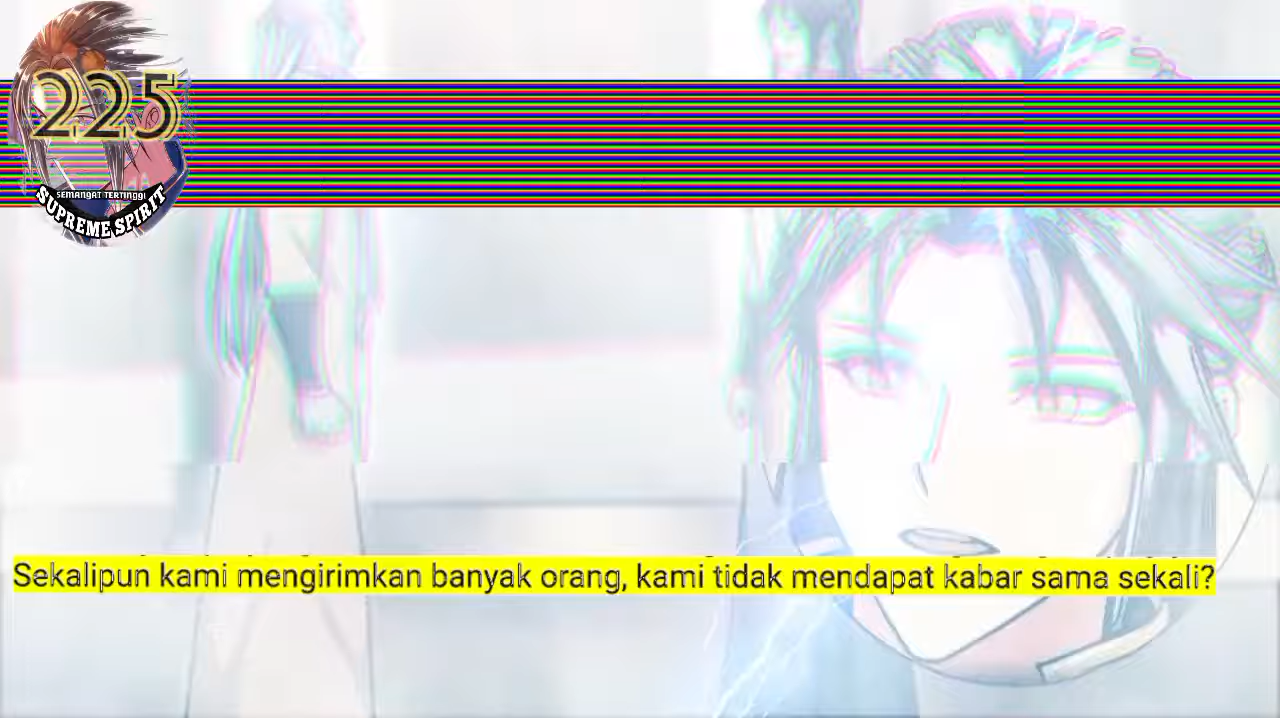 225
SEMANGAT TERTINGGI
SUPREME SPIRIT
Sekalipun kami mengirimkan banyak orang, kami tidak mendapat kabar sama sekali?